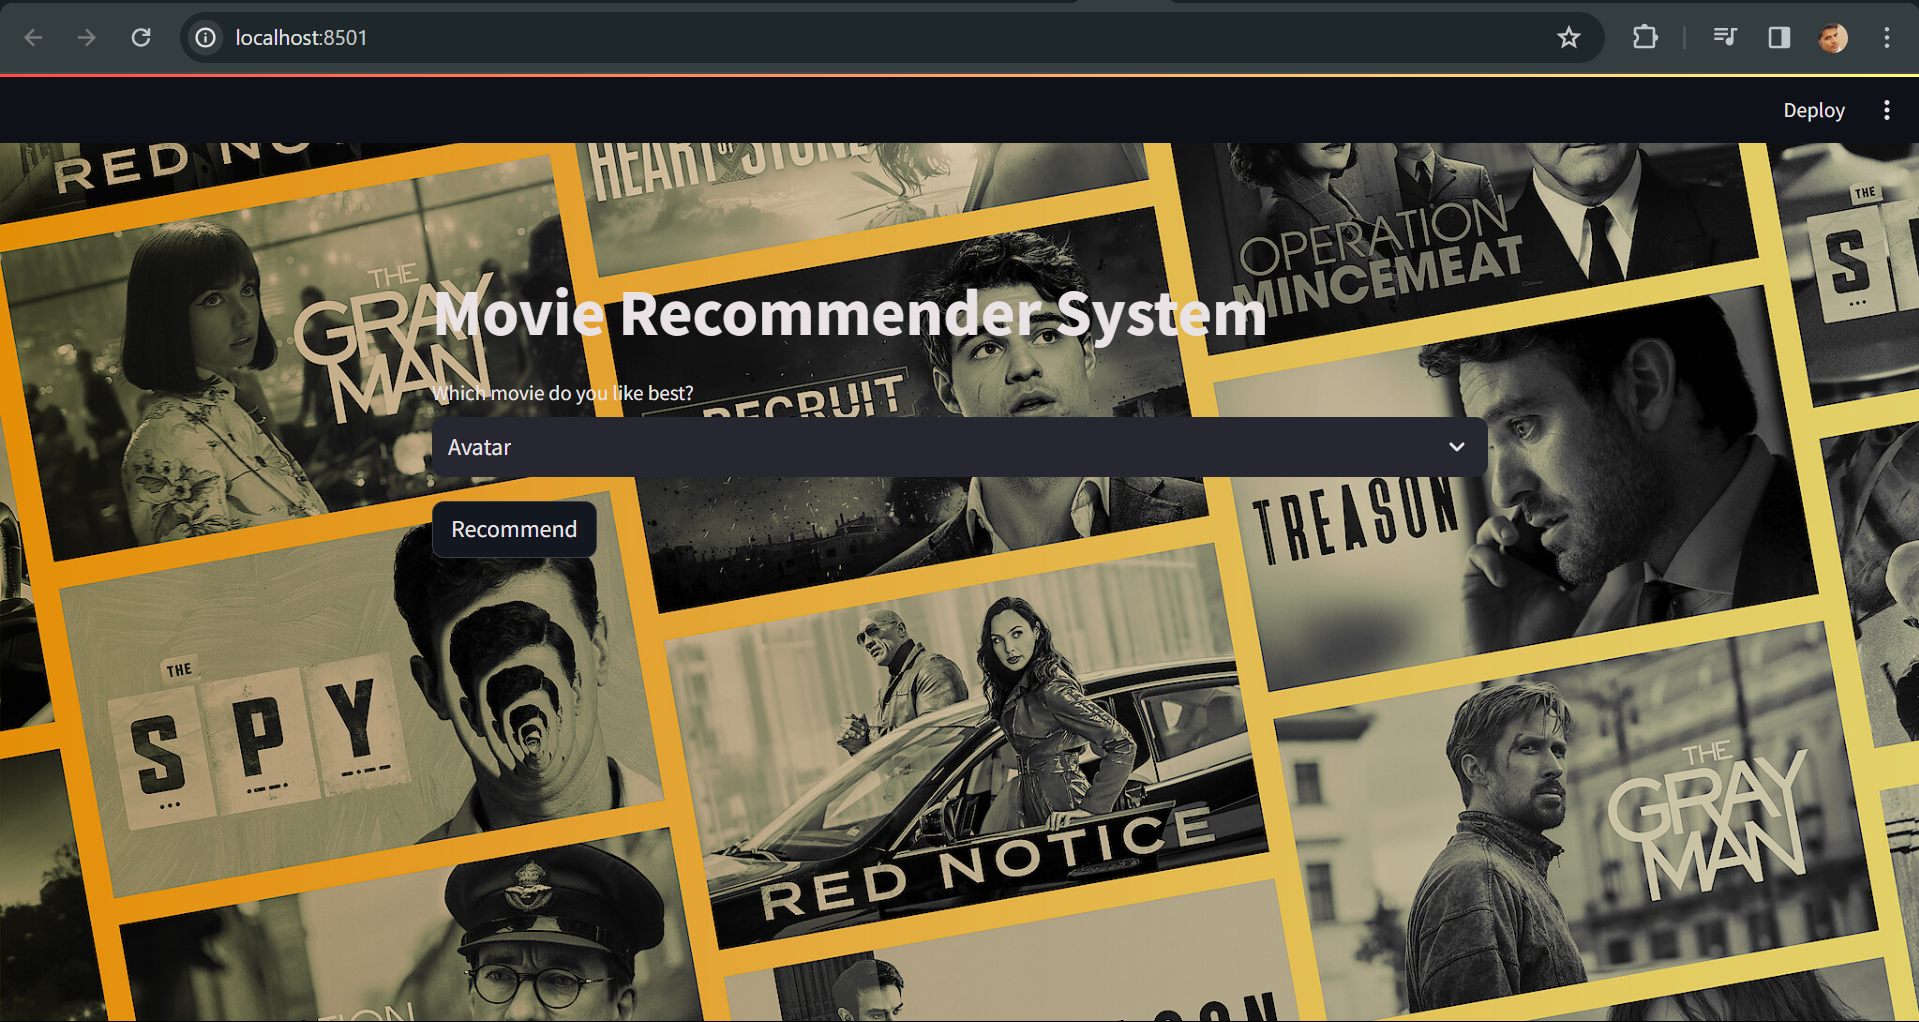 localhost:8501
Deploy
RED NO
HEART OF STONE
OPERATION
MINCEMEAT
THE
S
THE
GRAY
MAN
Movie Recommender System
Which movie do you like best?
RECRUIT
Avatar
Recommend
TREASON
THE
SPY
RED NOTICE
THE
GRAY
MAN
TREASON